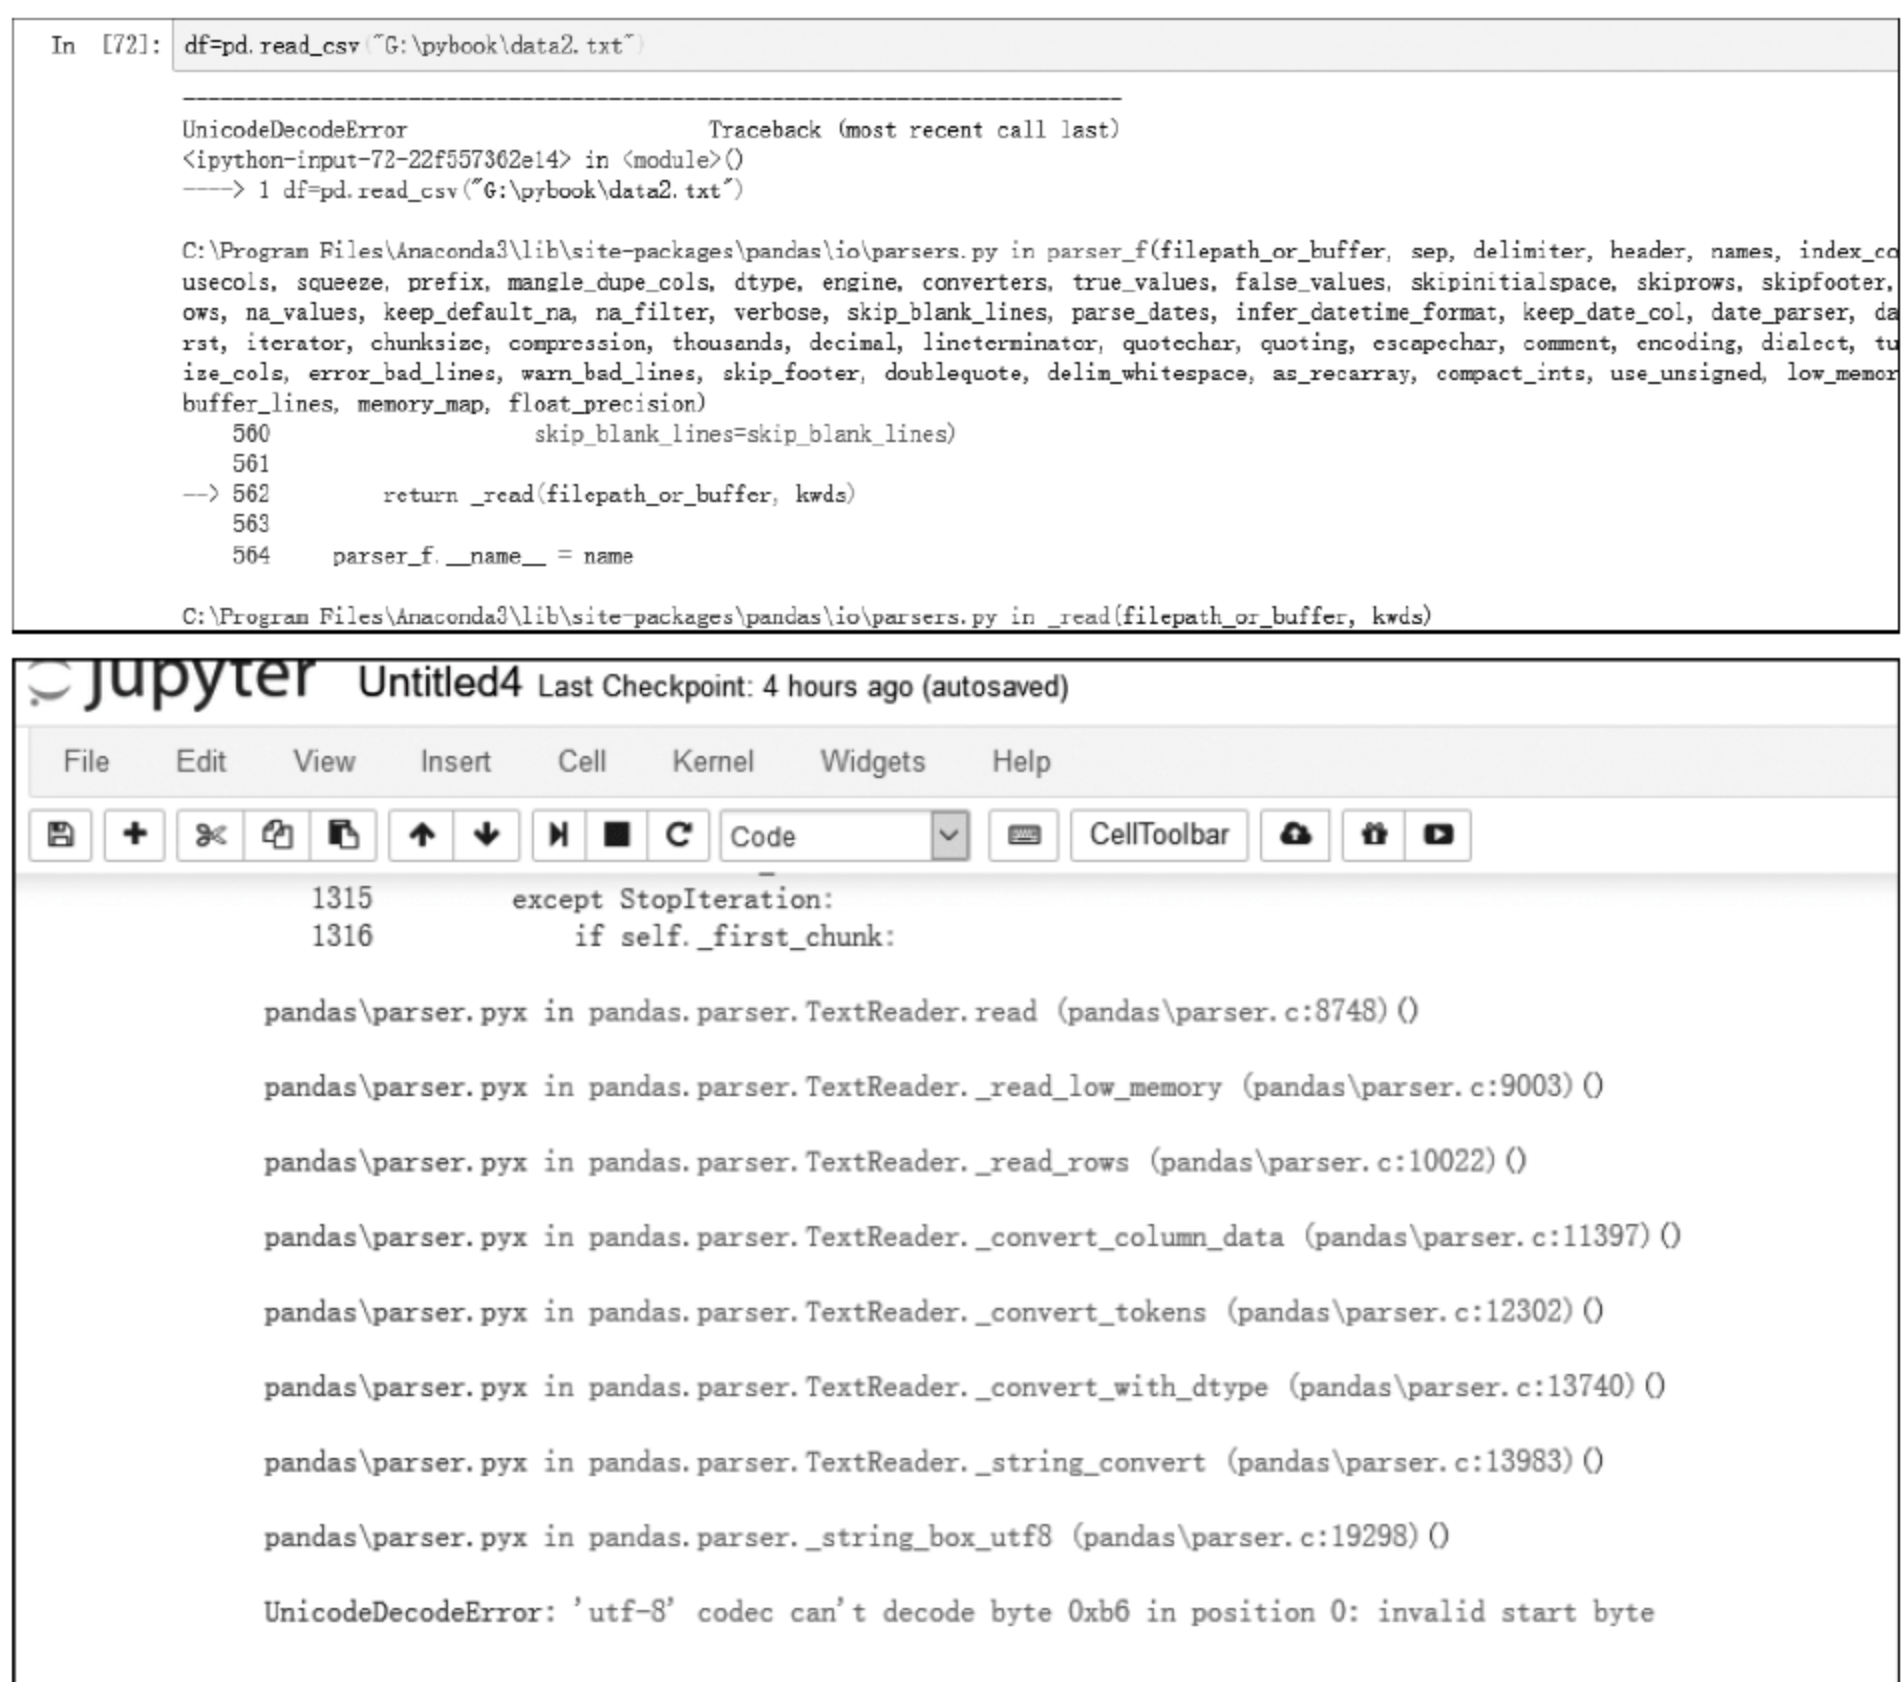 In [72]: df=pd.read_csv("G:\pybook\data2.txt")
UnicodeDecodeError Traceback (most recent call last)
<ipython-input-72-22f557362e14> in <module>()
----> 1 df=pd.read_csv("G:\pybook\data2.txt")
C:\Program Files\Anaconda3\lib\site-packages\pandas\io\parsers.py in parser_f(filepath_or_buffer, sep, delimiter, header, names, index_co
usecols, squeeze, prefix, mangle_dupe_cols, dtype, engine, converters, true_values, false_values, skipinitialspace, skiprows, skipfooter,
ows, na_values, keep_default_na, na_filter, verbose, skip_blank_lines, parse_dates, infer_datetime_format, keep_date_col, date_parser, da
rst, iterator, chunksize, compression, thousands, decimal, lineterminator, quotechar, quoting, escapechar, comment, encoding, dialect, tu
ize_cols, error_bad_lines, warn_bad_lines, skip_footer, doublequote, delim_whitespace, as_recarray, compact_ints, use_unsigned, low_memor
buffer_lines, memory_map, float_precision)
560 skip_blank_lines=skip_blank_lines)
561
--> 562 return _read(filepath_or_buffer, kwds)
563
564 parser_f.__name__ = name
C:\Program Files\Anaconda3\lib\site-packages\pandas\io\parsers.py in _read(filepath_or_buffer, kwds)
Jupyter Untitled4 Last Checkpoint: 4 hours ago (autosaved)
File Edit View Insert Cell Kernel Widgets Help
Code CellToolbar
1315 except StopIteration:
1316 if self._first_chunk:
pandas\parser.pyx in pandas.parser.TextReader.read (pandas\parser.c:8748)()
pandas\parser.pyx in pandas.parser.TextReader._read_low_memory (pandas\parser.c:9003)()
pandas\parser.pyx in pandas.parser.TextReader._read_rows (pandas\parser.c:10022)()
pandas\parser.pyx in pandas.parser.TextReader._convert_column_data (pandas\parser.c:11397)()
pandas\parser.pyx in pandas.parser.TextReader._convert_tokens (pandas\parser.c:12302)()
pandas\parser.pyx in pandas.parser.TextReader._convert_with_dtype (pandas\parser.c:13740)()
pandas\parser.pyx in pandas.parser.TextReader._string_convert (pandas\parser.c:13983)()
pandas\parser.pyx in pandas.parser._string_box_utf8 (pandas\parser.c:19298)()
UnicodeDecodeError: 'utf-8' codec can't decode byte 0xb6 in position 0: invalid start byte